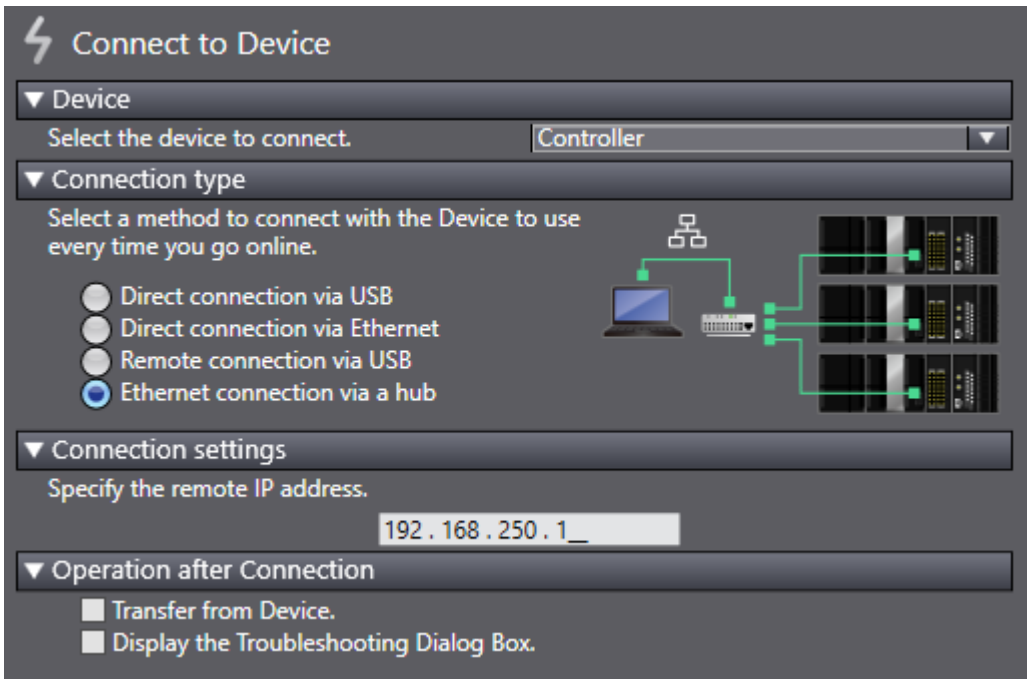 Connect to Device
Device
Select the device to connect. Controller
Connection type
Select a method to connect with the Device to use
every time you go online.
Direct connection via USB
Direct connection via Ethernet
Remote connection via USB
Ethernet connection via a hub
Connection settings
Specify the remote IP address.
192 . 168 . 250 . 1__
Operation after Connection
Transfer from Device.
Display the Troubleshooting Dialog Box.